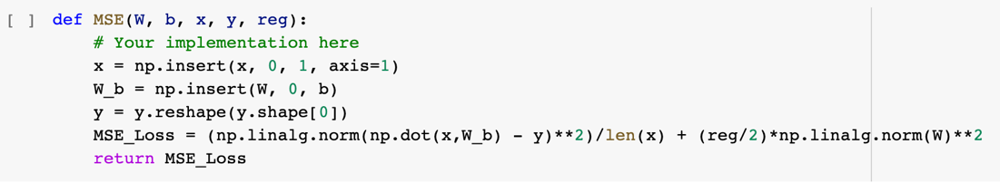 [ ] def MSE(W, b, x, y, reg):
# Your implementation here
x = np.insert(x, 0, 1, axis=1)
W_b = np.insert(W, 0, b)
y = y.reshape(y.shape[0])
MSE_Loss = (np.linalg.norm(np.dot(x,W_b) - y)**2)/len(x) + (reg/2)*np.linalg.norm(W)**2
return MSE_Loss